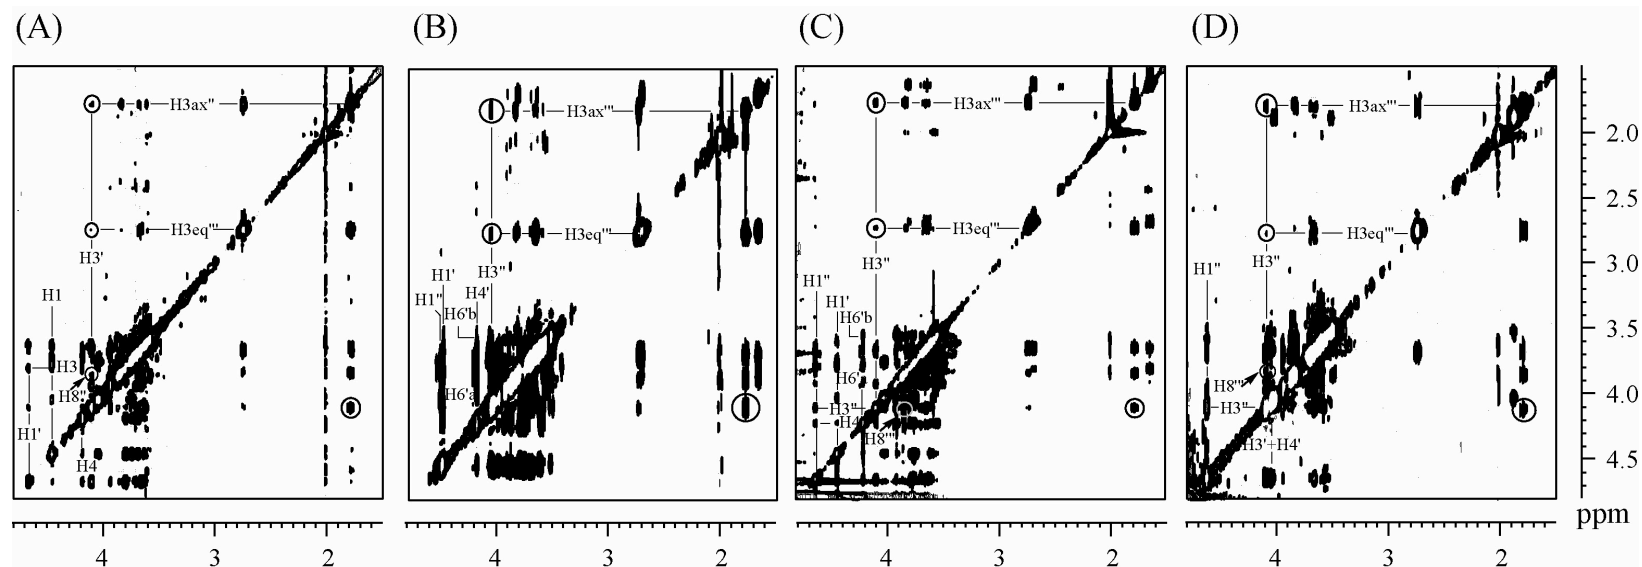 (A) (B) (C) (D)
H3ax" H3ax''' H3ax''' H3ax'''
2.0
2.5
H3eq''' H3eq''' H3eq''' H3eq'''
H3' H3" H3" H3"
3.0
H1' H1" H1"
H1 H1" H4' H1'
H6'b H6'b
3.5
H3 H6'
H8" H6'a H8'''
4.0
H3" H3"
H1' H4 H8'''
H4 H3'+H4'
4.5
ppm
4 3 2 4 3 2 4 3 2 4 3 2